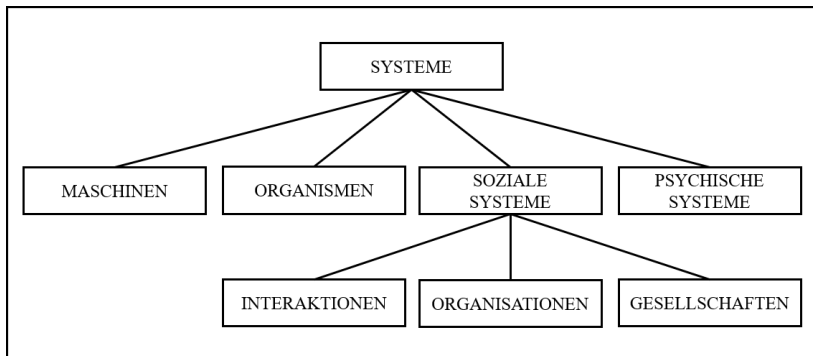 SYSTEME
MASCHINEN
ORGANISMEN
SOZIALE
SYSTEME
PSYCHISCHE
SYSTEME
INTERAKTIONEN
ORGANISATIONEN
GESELLSCHAFTEN